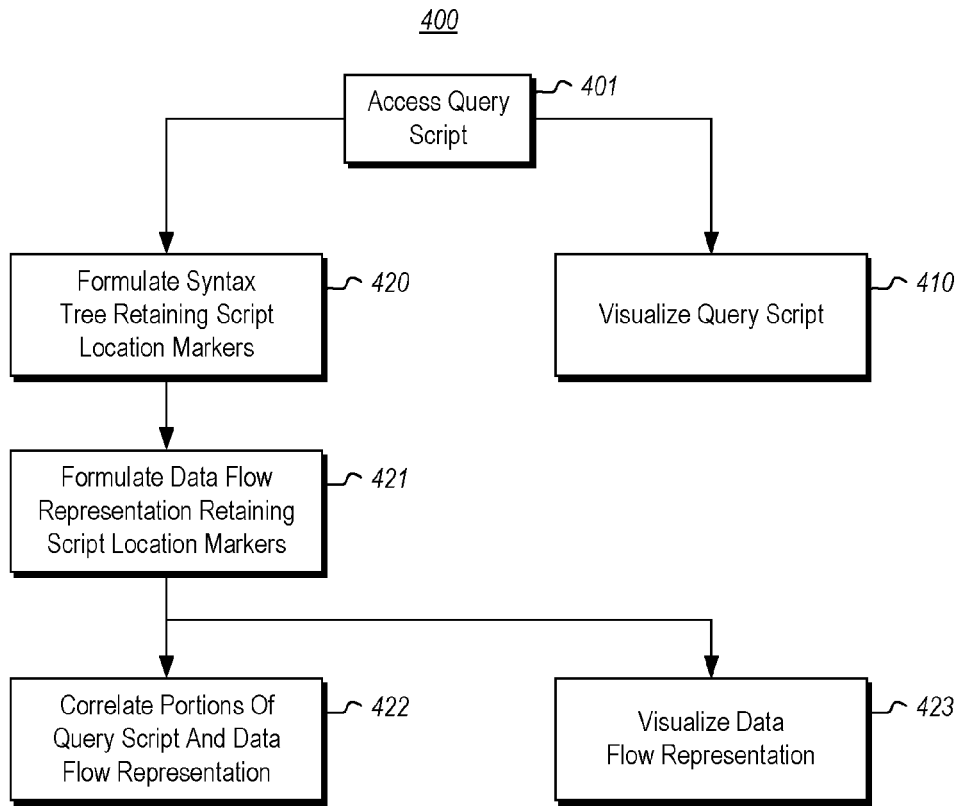 400
Access Query
Script
401
Formulate Syntax
Tree Retaining Script
Location Markers
420
Visualize Query Script
410
Formulate Data Flow
Representation Retaining
Script Location Markers
421
Correlate Portions Of
Query Script And Data
Flow Representation
422
Visualize Data
Flow Representation
423